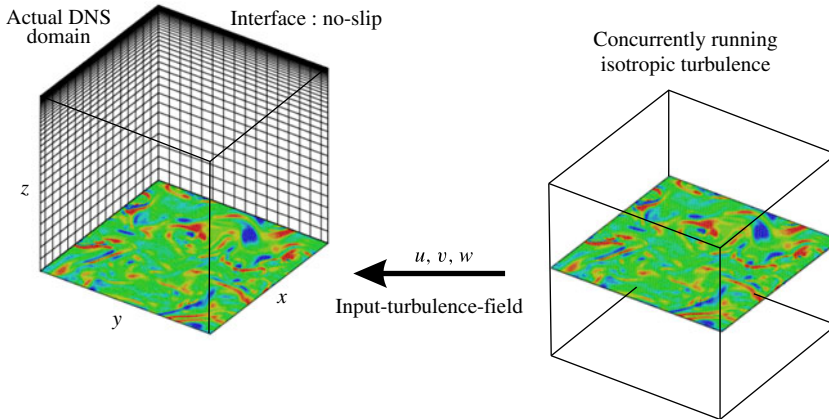 Actual DNS
domain
Interface : no-slip
Concurrently running
isotropic turbulence
z
u, v, w
x
Input-turbulence-field
y